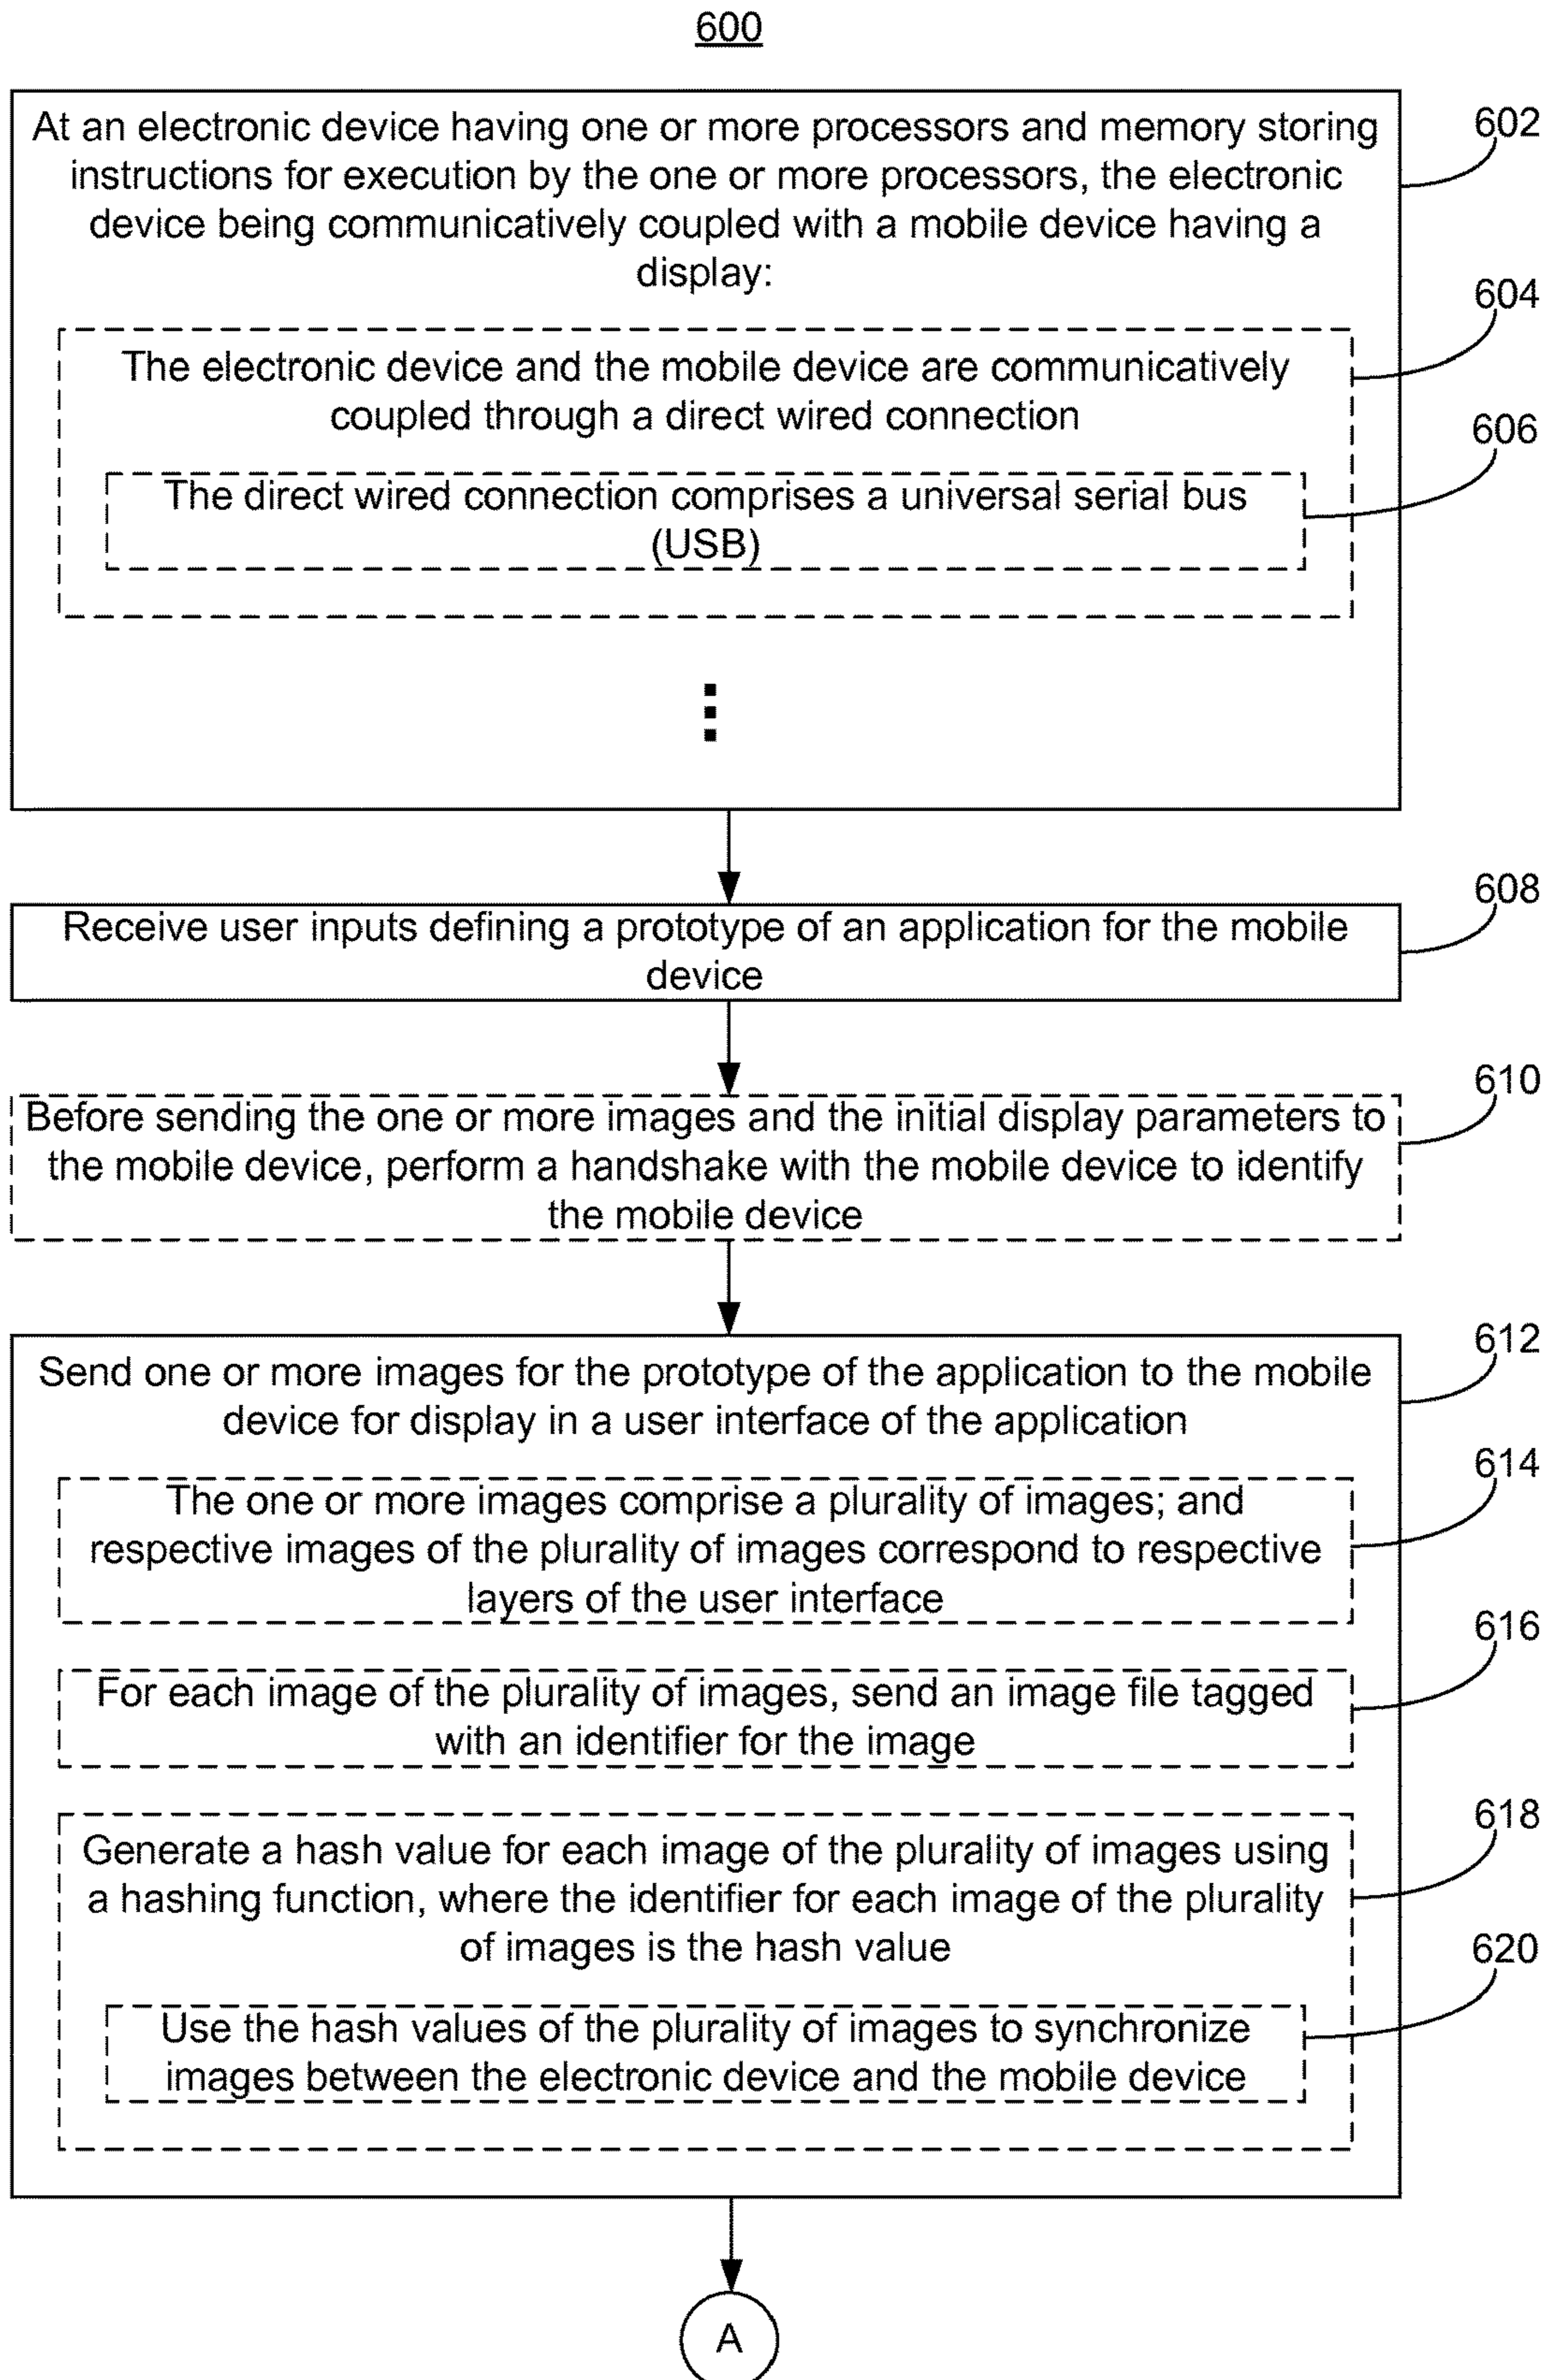 600
At an electronic device having one or more processors and memory storing
instructions for execution by the one or more processors, the electronic
device being communicatively coupled with a mobile device having a
display:
602
The electronic device and the mobile device are communicatively
coupled through a direct wired connection
604
The direct wired connection comprises a universal serial bus
(USB)
606
Receive user inputs defining a prototype of an application for the mobile
device
608
Before sending the one or more images and the initial display parameters to
the mobile device, perform a handshake with the mobile device to identify
the mobile device
610
Send one or more images for the prototype of the application to the mobile
device for display in a user interface of the application
612
The one or more images comprise a plurality of images; and
respective images of the plurality of images correspond to respective
layers of the user interface
614
For each image of the plurality of images, send an image file tagged
with an identifier for the image
616
Generate a hash value for each image of the plurality of images using
a hashing function, where the identifier for each image of the plurality
of images is the hash value
618
Use the hash values of the plurality of images to synchronize
images between the electronic device and the mobile device
620
A